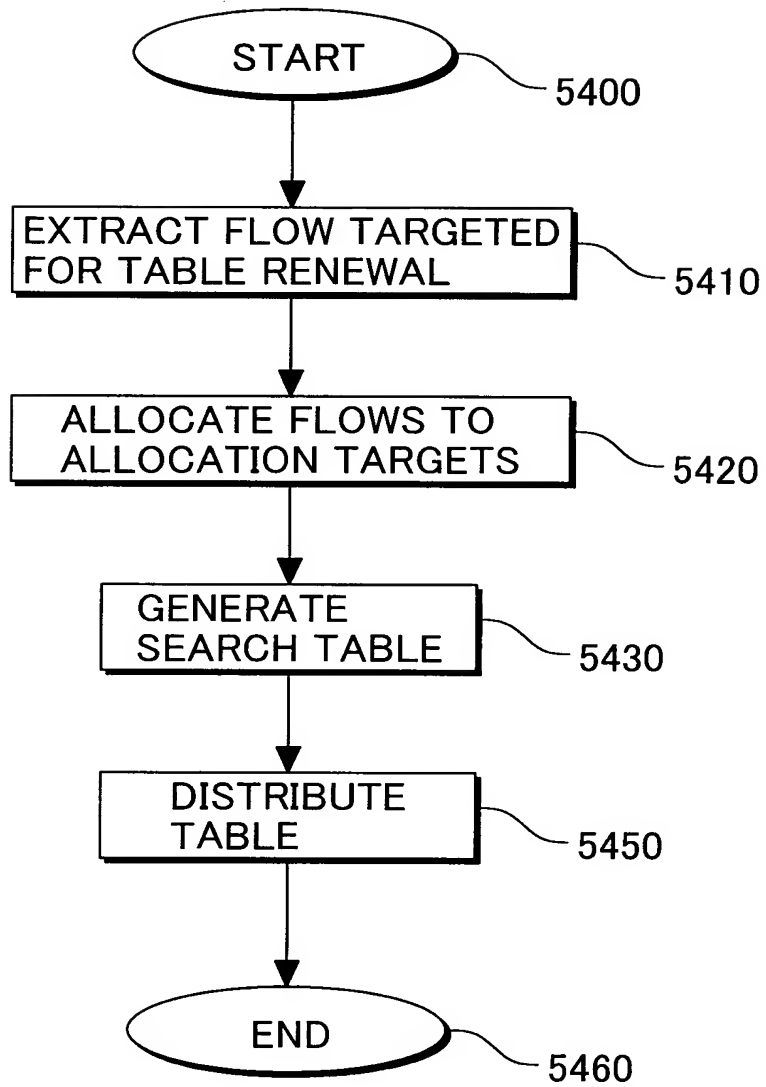 START
5400
EXTRACT FLOW TARGETED
FOR TABLE RENEWAL
5410
ALLOCATE FLOWS TO
ALLOCATION TARGETS
5420
GENERATE
SEARCH TABLE
5430
DISTRIBUTE
TABLE
5450
END
5460